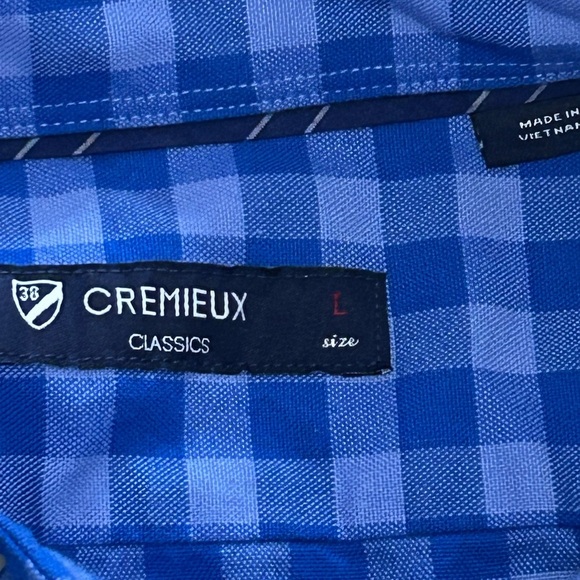 MADE IN
VIETNAM
38
CREMIEUX
L
CLASSICS
size